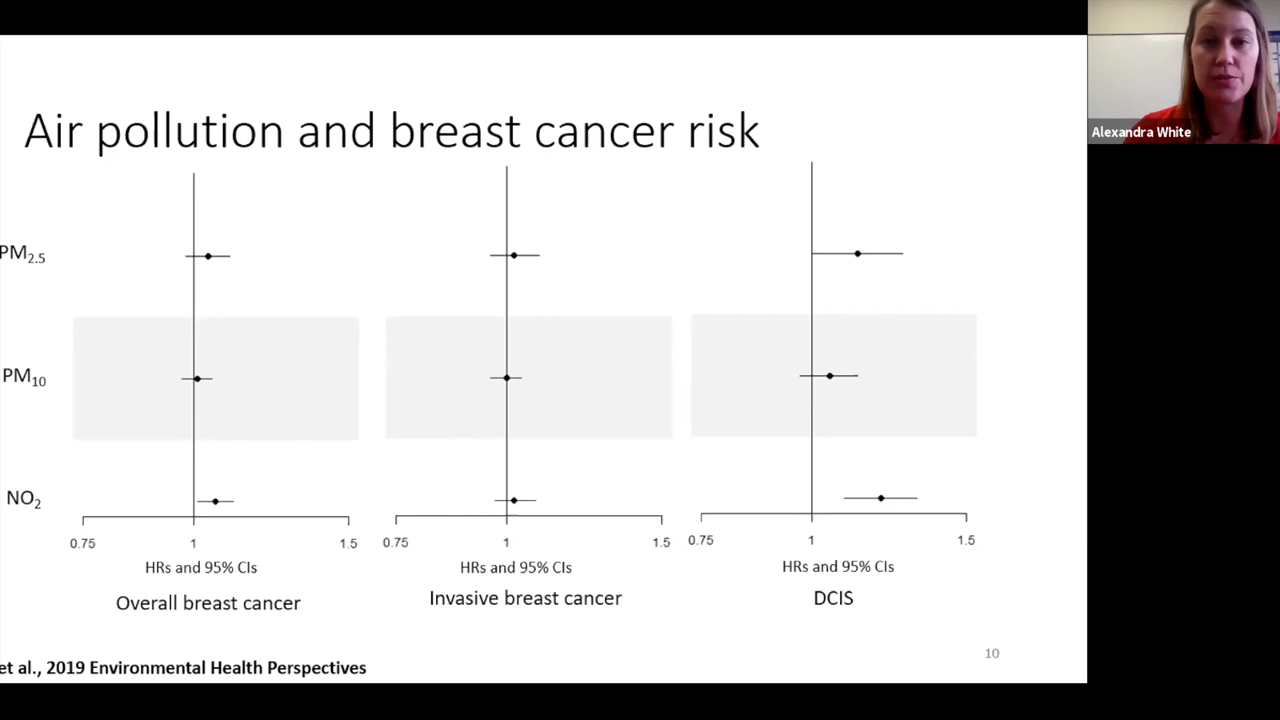 Air pollution and breast cancer risk
Alexandra White
PM2.5
PM10
NO2
0.75 1 1.5
0.75 1 1.5
0.75 1 1.5
HRs and 95% CIs
HRs and 95% CIs
HRs and 95% CIs
Overall breast cancer
Invasive breast cancer
DCIS
10
et al., 2019 Environmental Health Perspectives